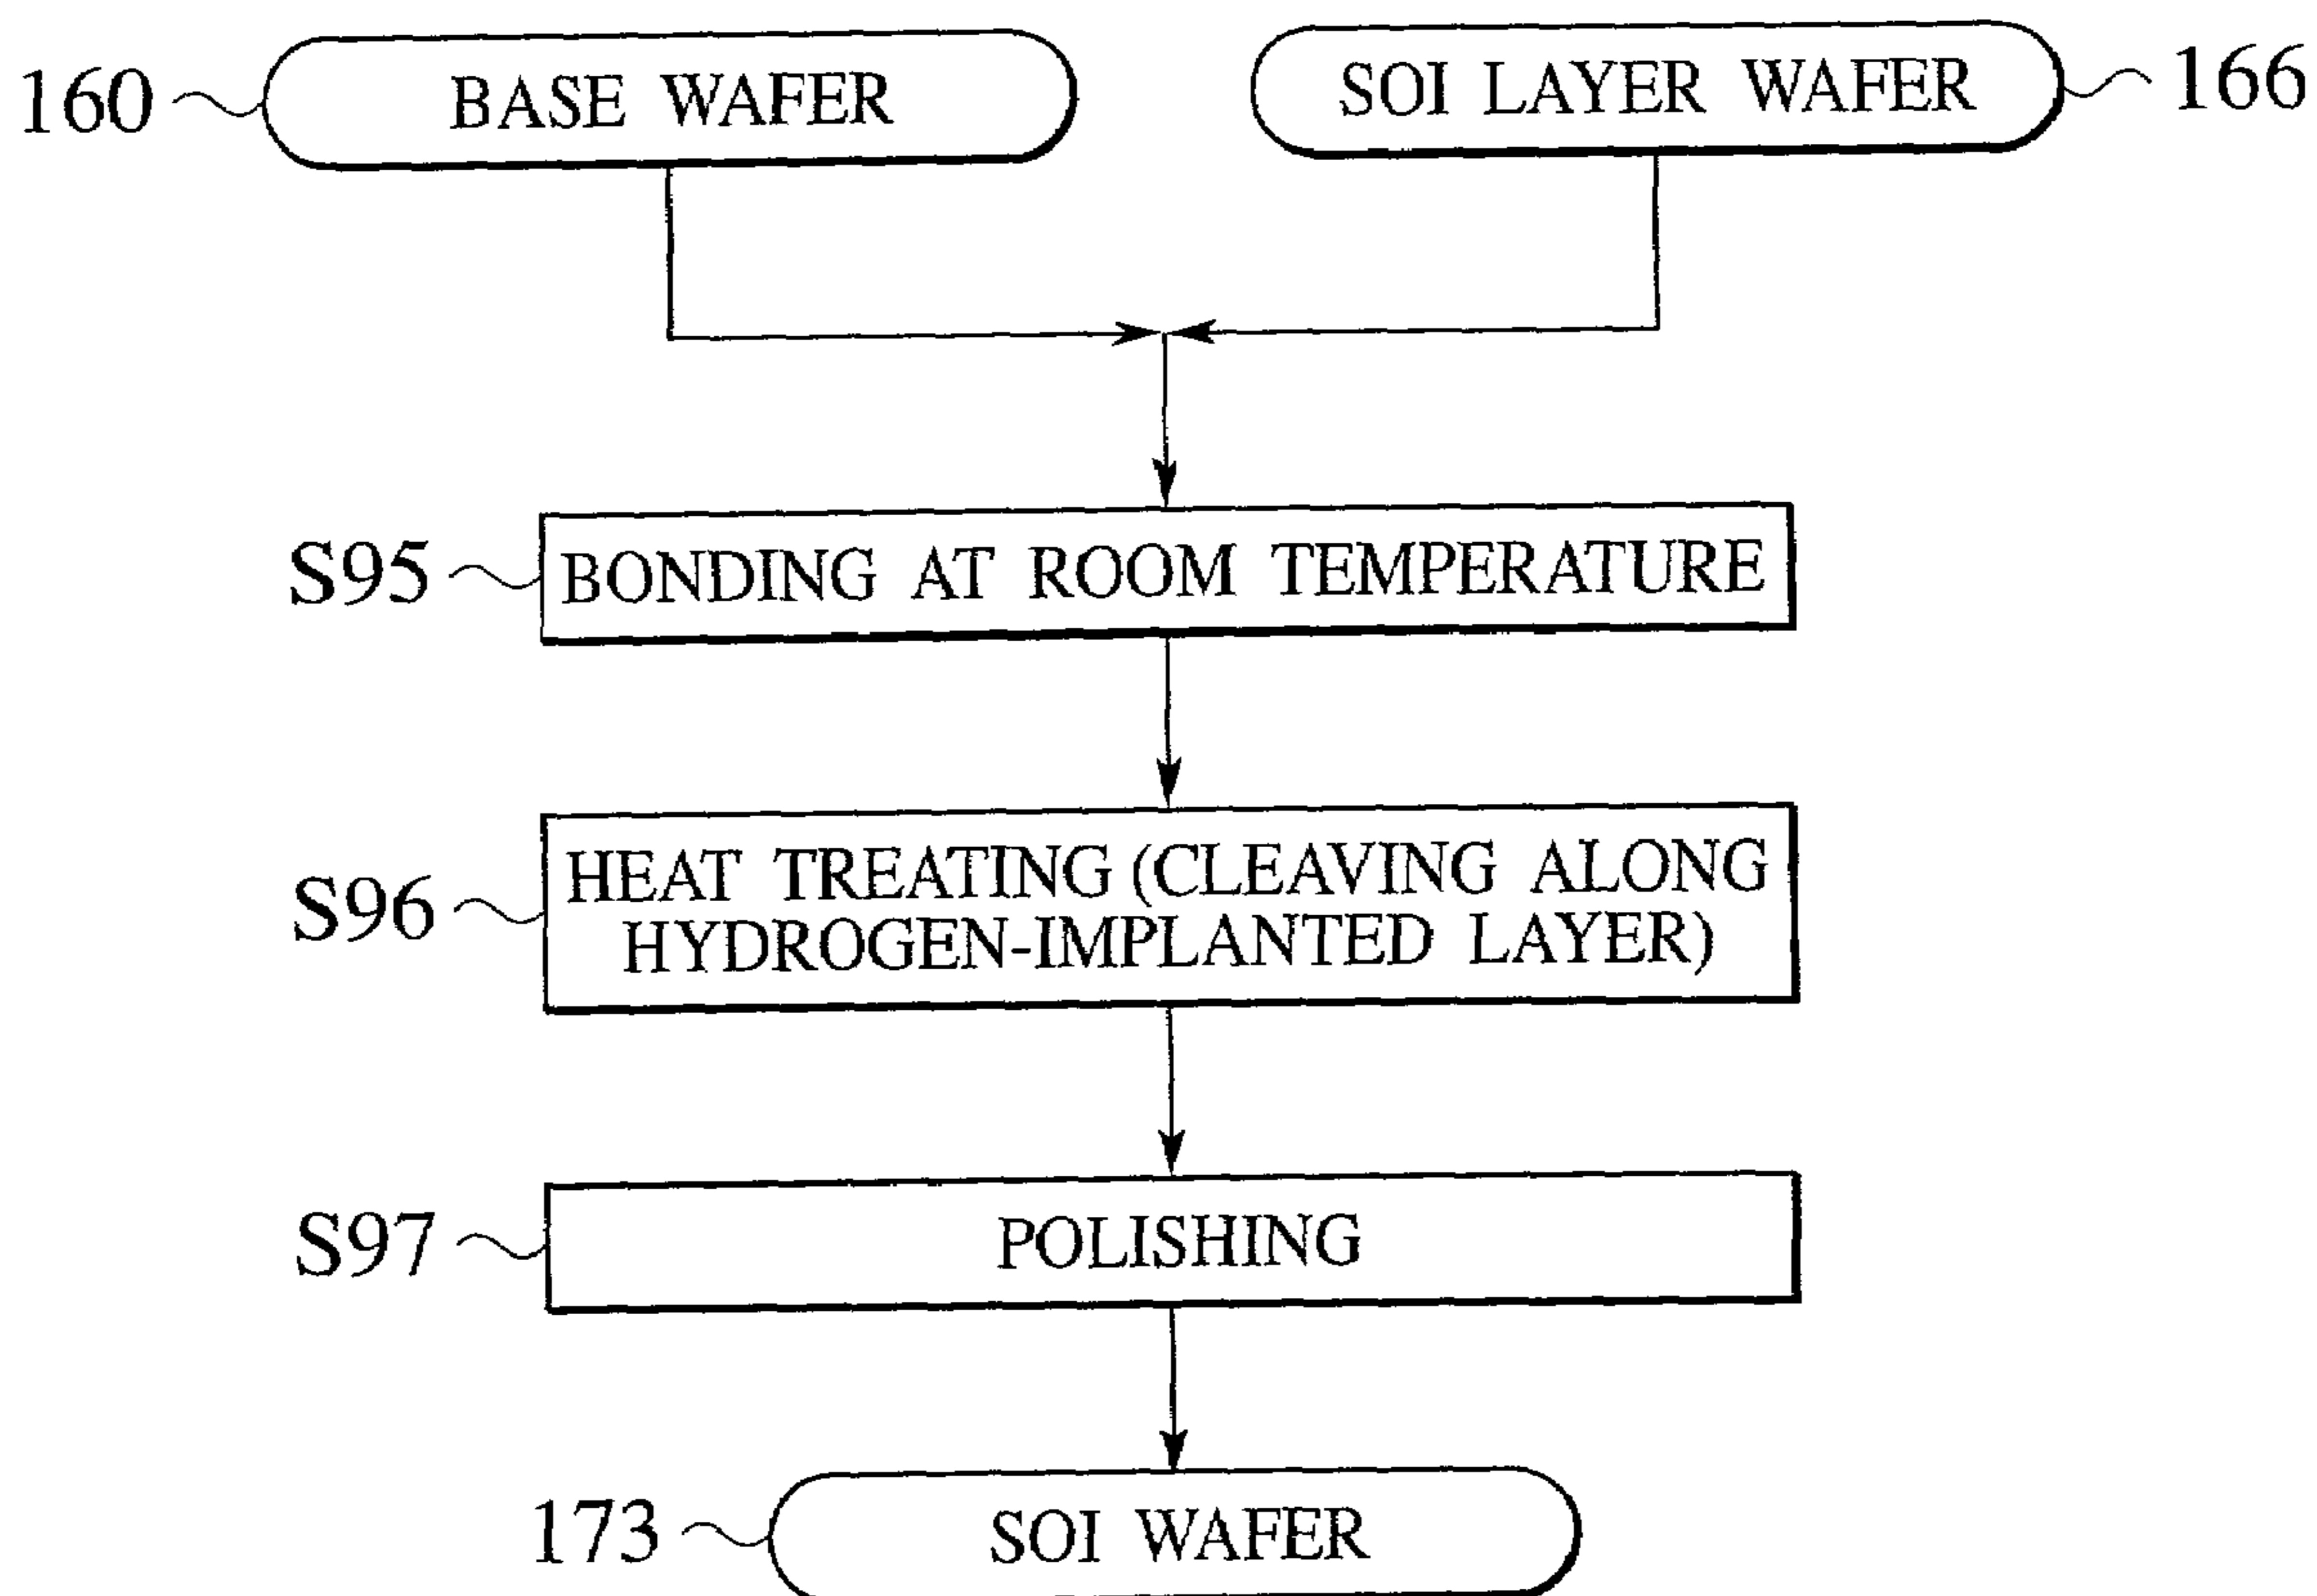 160
BASE WAFER
SOI LAYER WAFER
166
S95
BONDING AT ROOM TEMPERATURE
S96
HEAT TREATING (CLEAVING ALONG
HYDROGEN-IMPLANTED LAYER)
S97
POLISHING
173
SOI WAFER